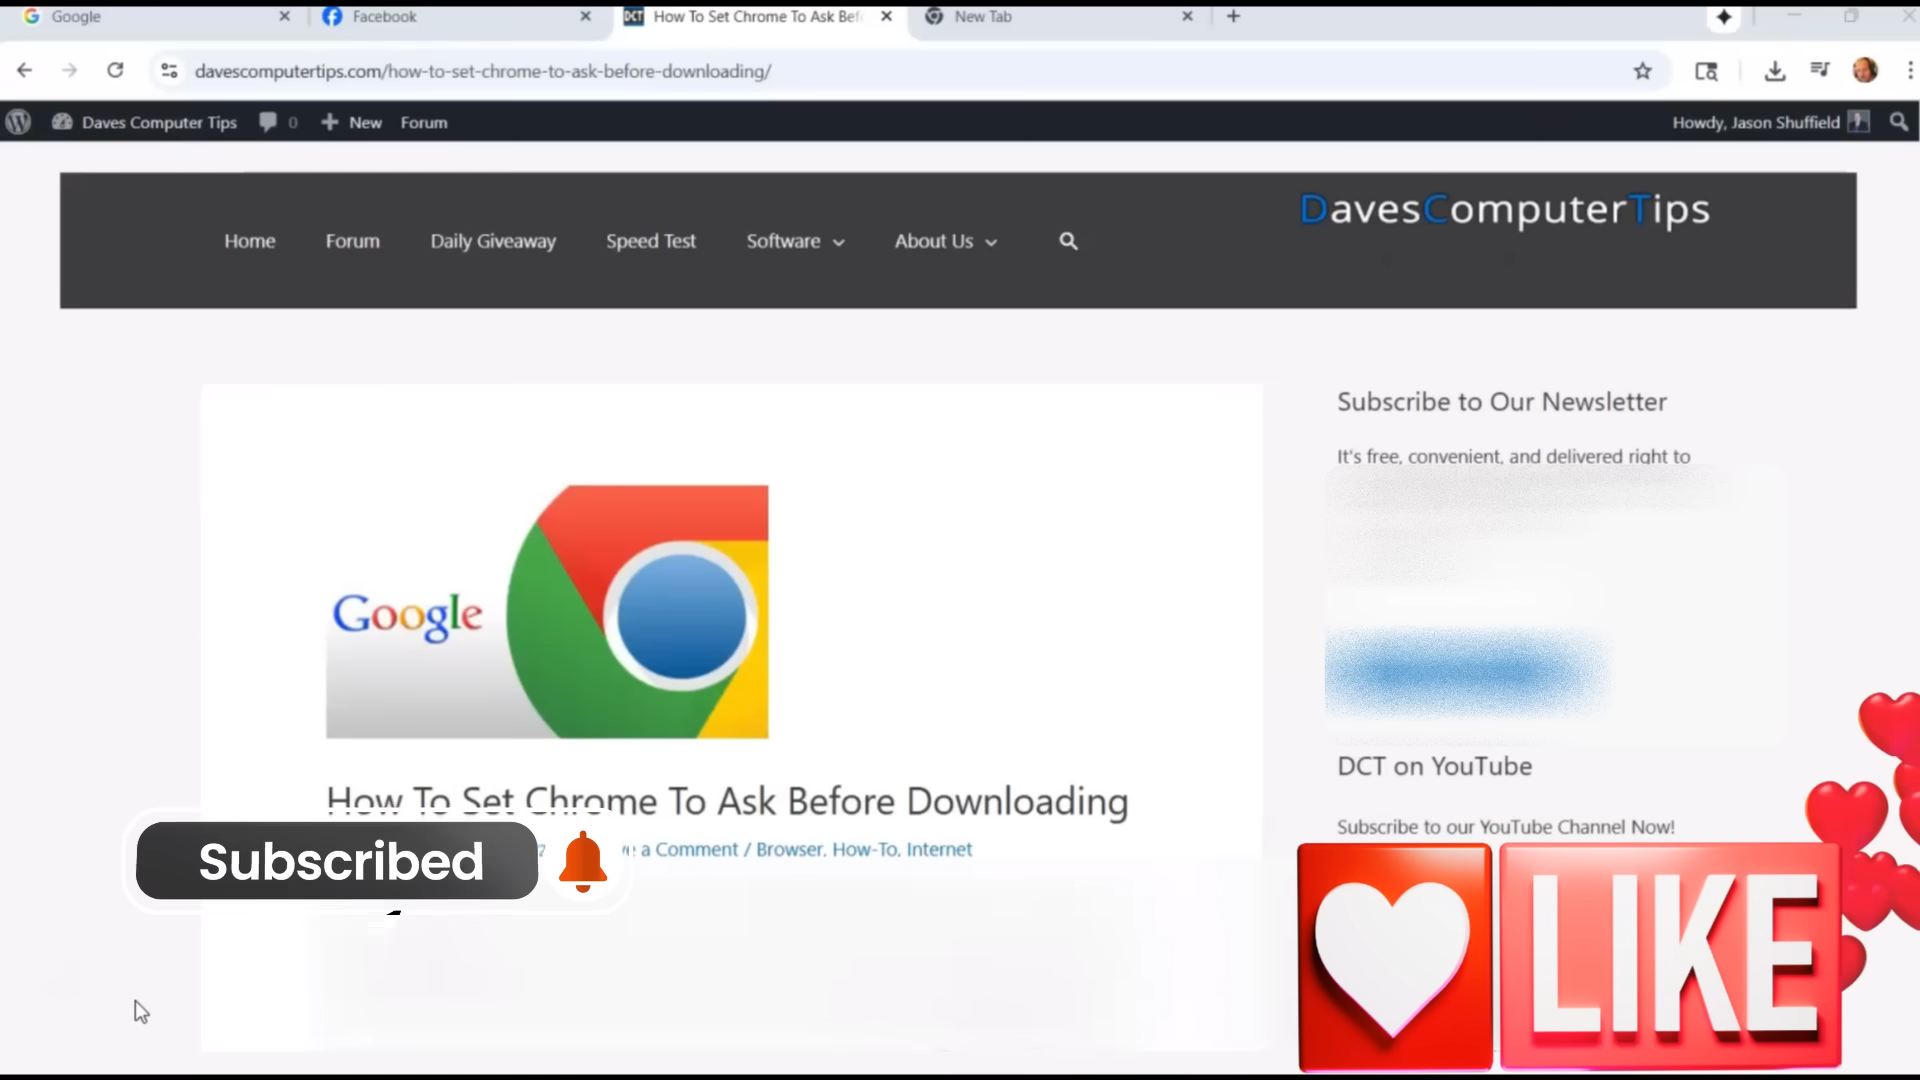 Google
Facebook
How To Set Chrome To Ask Bef
New Tab
davescomputertips.com/how-to-set-chrome-to-ask-before-downloading/
Daves Computer Tips 0 New Forum
Howdy, Jason Shuffield
Home Forum Daily Giveaway Speed Test Software About Us
DavesComputerTips
Google
How To Set Chrome To Ask Before Downloading
a Comment / Browser, How-To, Internet
Subscribed
Subscribe to Our Newsletter
It's free, convenient, and delivered right to
DCT on YouTube
Subscribe to our YouTube Channel Now!
LIKE